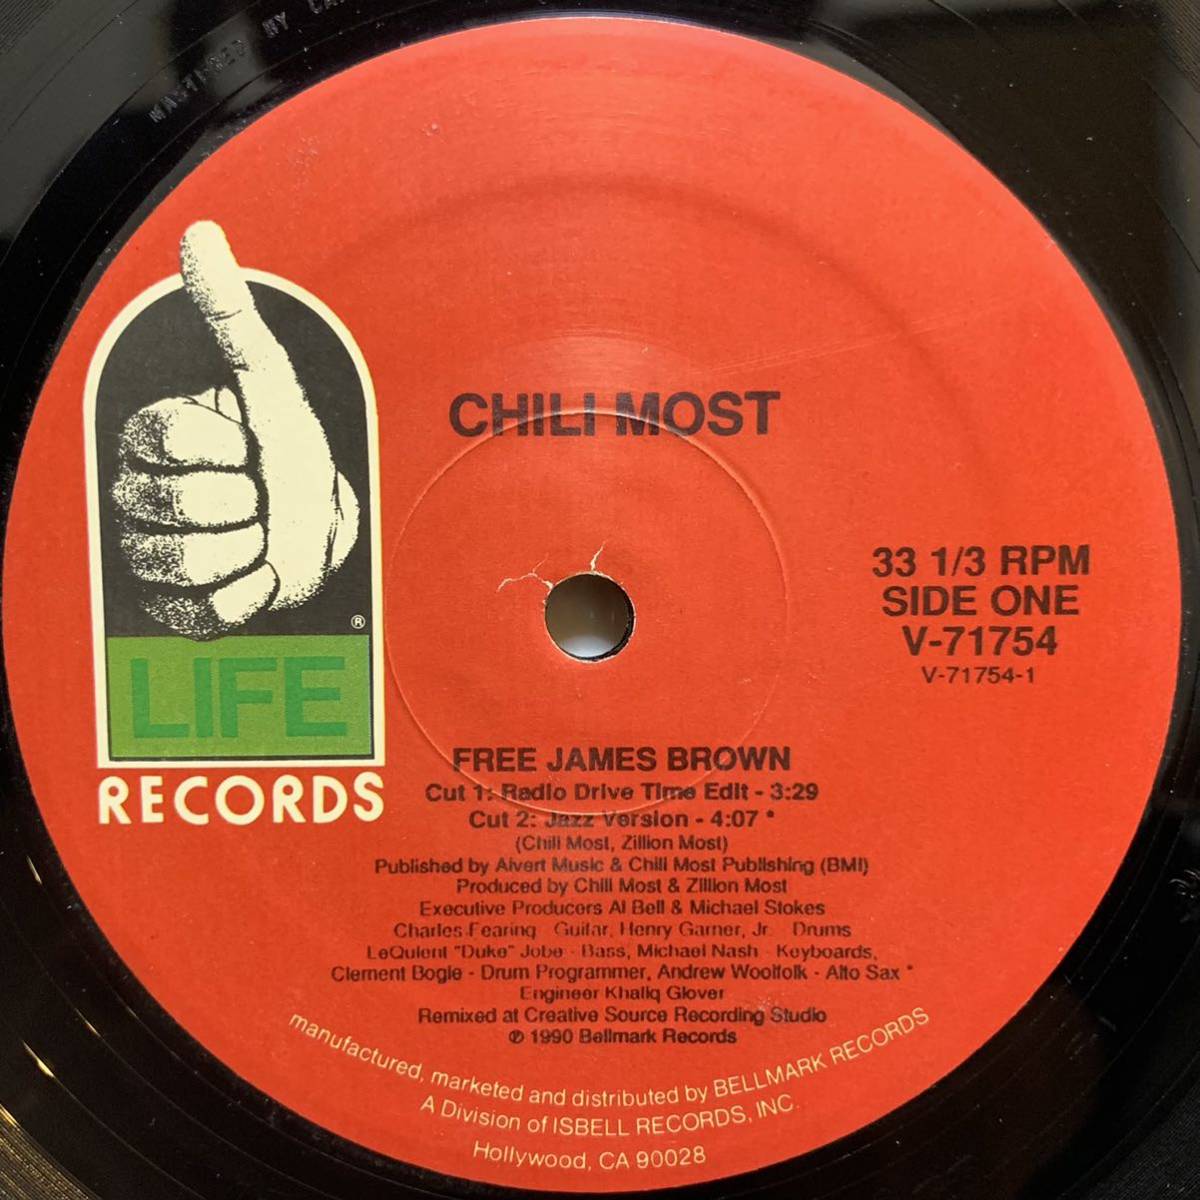 MASTERED BY
CHILI MOST
33 1/3 RPM
SIDE ONE
V-71754
V-71754-1
®
LIFE
RECORDS
FREE JAMES BROWN
Cut 1: Radio Drive Time Edit - 3:29
Cut 2: Jazz Version - 4:07 *
(Chili Most, Zillion Most)
Published by Alvert Music & Chili Most Publishing (BMI)
Produced by Chili Most & Zillion Most
Executive Producers Al Bell & Michael Stokes
Charles Fearing - Guitar, Henry Garner, Jr. - Drums
LeQuient "Duke" Jobe - Bass, Michael Nash - Keyboards,
Clement Bogle - Drum Programmer, Andrew Woolfolk - Alto Sax *
Engineer Khaliq Glover
Remixed at Creative Source Recording Studio
℗ 1990 Bellmark Records
manufactured, marketed and distributed by BELLMARK RECORDS
A Division of ISBELL RECORDS, INC.
Hollywood, CA 90028